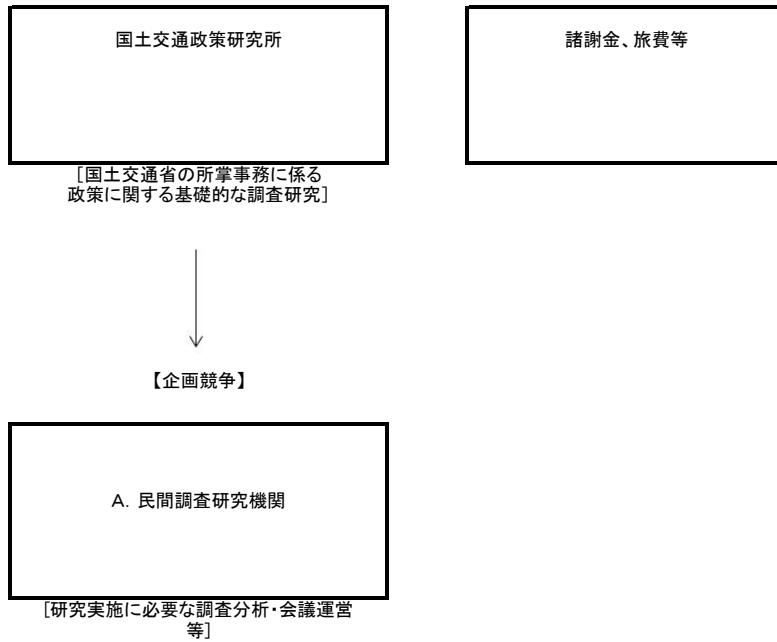 国土交通政策研究所
諸謝金、旅費等
[国土交通省の所掌事務に係る
政策に関する基礎的な調査研究]
【企画競争】
A. 民間調査研究機関
[研究実施に必要な調査分析・会議運営
等]